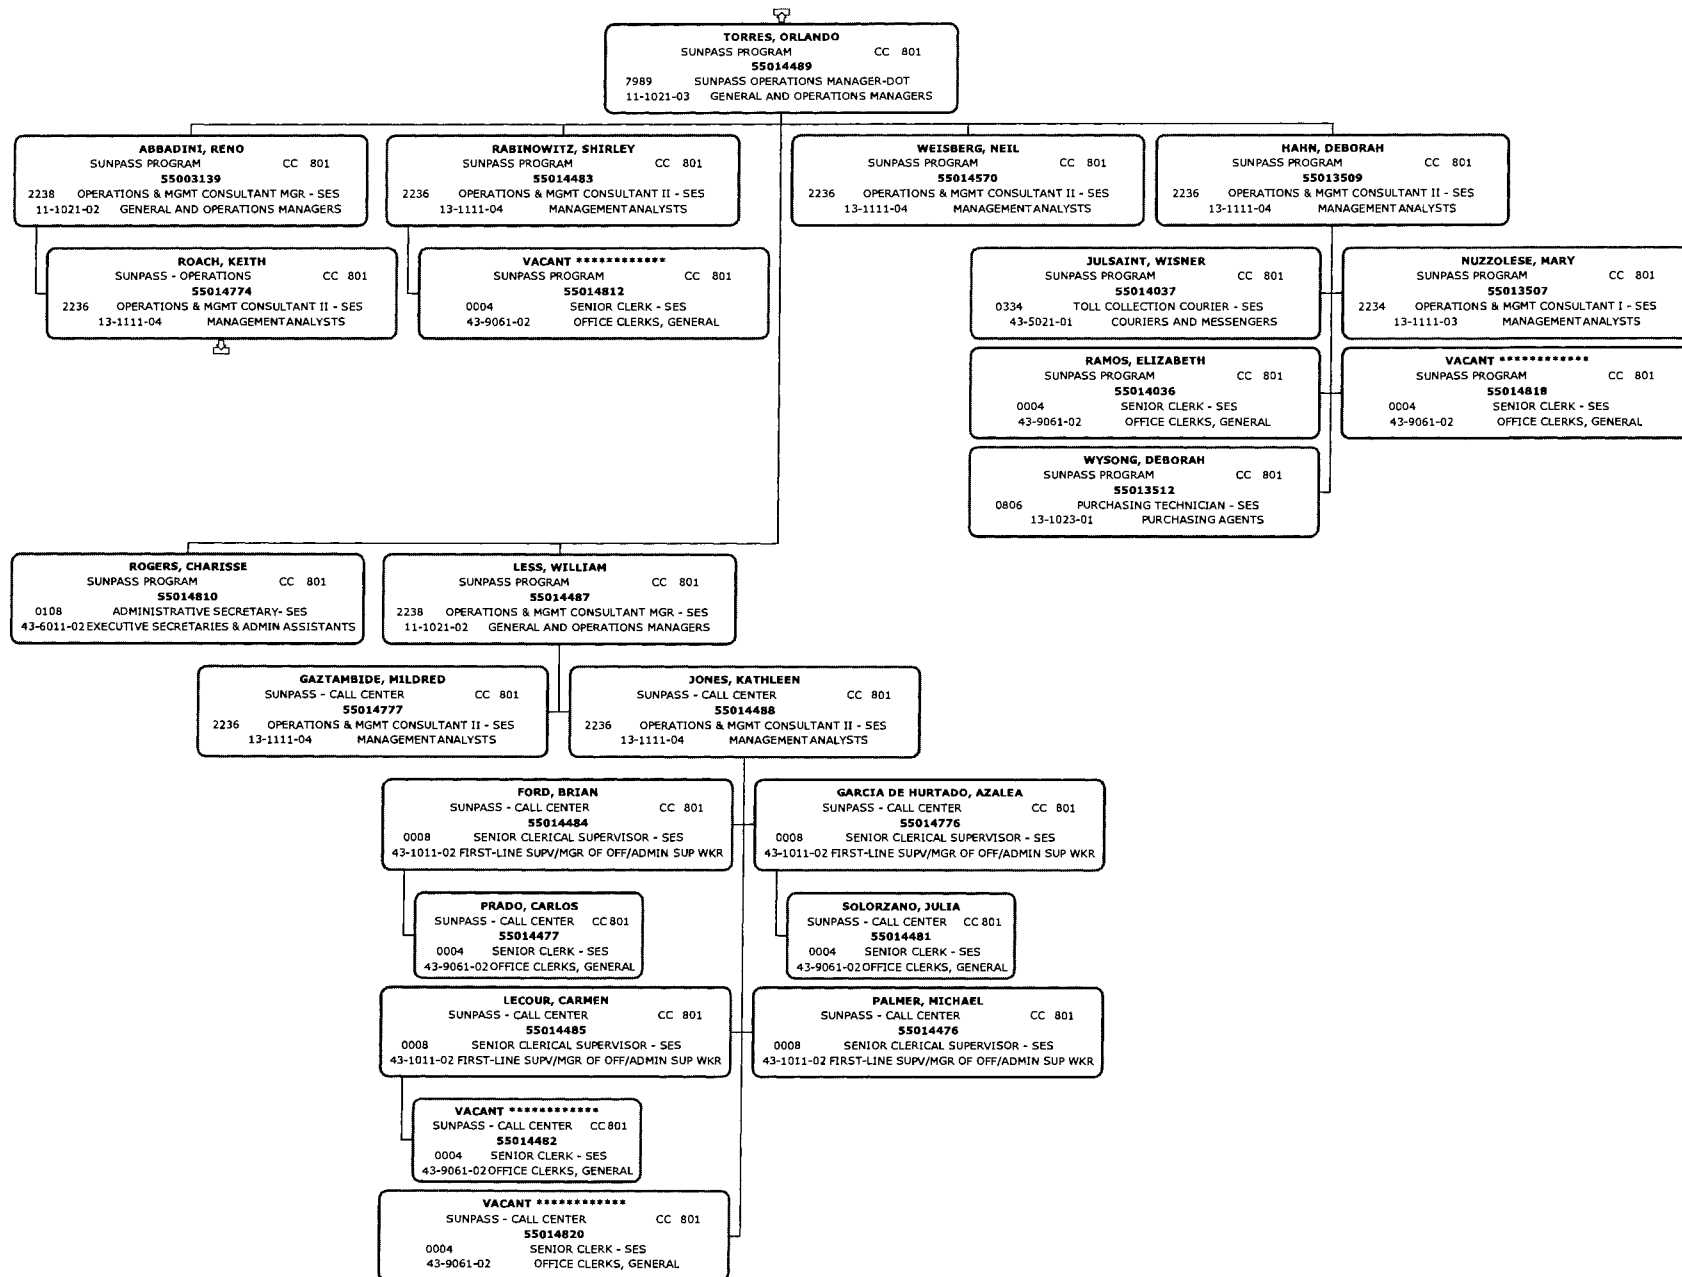 TORRES, ORLANDO
SUNPASS PROGRAM CC 801
55014489
7989 SUNPASS OPERATIONS MANAGER-DOT
11-1021-03 GENERAL AND OPERATIONS MANAGERS
ABBADINI, RENO
SUNPASS PROGRAM CC 801
55003139
2238 OPERATIONS & MGMT CONSULTANT MGR - SES
11-1021-02 GENERAL AND OPERATIONS MANAGERS
RABINOWITZ, SHIRLEY
SUNPASS PROGRAM CC 801
55014483
2236 OPERATIONS & MGMT CONSULTANT II - SES
13-1111-04 MANAGEMENT ANALYSTS
WEISBERG, NEIL
SUNPASS PROGRAM CC 801
55014570
2236 OPERATIONS & MGMT CONSULTANT II - SES
13-1111-04 MANAGEMENT ANALYSTS
HAHN, DEBORAH
SUNPASS PROGRAM CC 801
55013509
2236 OPERATIONS & MGMT CONSULTANT II - SES
13-1111-04 MANAGEMENT ANALYSTS
ROACH, KEITH
SUNPASS - OPERATIONS CC 801
55014774
2236 OPERATIONS & MGMT CONSULTANT II - SES
13-1111-04 MANAGEMENT ANALYSTS
VACANT ************
SUNPASS PROGRAM CC 801
55014812
0004 SENIOR CLERK - SES
43-9061-02 OFFICE CLERKS, GENERAL
JULSAINT, WISNER
SUNPASS PROGRAM CC 801
55014037
0334 TOLL COLLECTION COURIER - SES
43-5021-01 COURIERS AND MESSENGERS
NUZZOLESE, MARY
SUNPASS PROGRAM CC 801
55013507
2234 OPERATIONS & MGMT CONSULTANT I - SES
13-1111-03 MANAGEMENT ANALYSTS
RAMOS, ELIZABETH
SUNPASS PROGRAM CC 801
55014036
0004 SENIOR CLERK - SES
43-9061-02 OFFICE CLERKS, GENERAL
VACANT ************
SUNPASS PROGRAM CC 801
55014818
0004 SENIOR CLERK - SES
43-9061-02 OFFICE CLERKS, GENERAL
WYSONG, DEBORAH
SUNPASS PROGRAM CC 801
55013512
0806 PURCHASING TECHNICIAN - SES
13-1023-01 PURCHASING AGENTS
ROGERS, CHARISSE
SUNPASS PROGRAM CC 801
55014810
0108 ADMINISTRATIVE SECRETARY- SES
43-6011-02 EXECUTIVE SECRETARIES & ADMIN ASSISTANTS
LESS, WILLIAM
SUNPASS PROGRAM CC 801
55014487
2238 OPERATIONS & MGMT CONSULTANT MGR - SES
11-1021-02 GENERAL AND OPERATIONS MANAGERS
GAZTAMBIDE, MILDRED
SUNPASS - CALL CENTER CC 801
55014777
2236 OPERATIONS & MGMT CONSULTANT II - SES
13-1111-04 MANAGEMENT ANALYSTS
JONES, KATHLEEN
SUNPASS - CALL CENTER CC 801
55014488
2236 OPERATIONS & MGMT CONSULTANT II - SES
13-1111-04 MANAGEMENT ANALYSTS
FORD, BRIAN
SUNPASS - CALL CENTER CC 801
55014484
0008 SENIOR CLERICAL SUPERVISOR - SES
43-1011-02 FIRST-LINE SUPV/MGR OF OFF/ADMIN SUP WKR
GARCIA DE HURTADO, AZALEA
SUNPASS - CALL CENTER CC 801
55014776
0008 SENIOR CLERICAL SUPERVISOR - SES
43-1011-02 FIRST-LINE SUPV/MGR OF OFF/ADMIN SUP WKR
PRADO, CARLOS
SUNPASS - CALL CENTER CC 801
55014477
0004 SENIOR CLERK - SES
43-9061-02 OFFICE CLERKS, GENERAL
SOLORZANO, JULIA
SUNPASS - CALL CENTER CC 801
55014481
0004 SENIOR CLERK - SES
43-9061-02 OFFICE CLERKS, GENERAL
LECOUR, CARMEN
SUNPASS - CALL CENTER CC 801
55014485
0008 SENIOR CLERICAL SUPERVISOR - SES
43-1011-02 FIRST-LINE SUPV/MGR OF OFF/ADMIN SUP WKR
PALMER, MICHAEL
SUNPASS - CALL CENTER CC 801
55014476
0008 SENIOR CLERICAL SUPERVISOR - SES
43-1011-02 FIRST-LINE SUPV/MGR OF OFF/ADMIN SUP WKR
VACANT ************
SUNPASS - CALL CENTER CC 801
55014482
0004 SENIOR CLERK - SES
43-9061-02 OFFICE CLERKS, GENERAL
VACANT ************
SUNPASS - CALL CENTER CC 801
55014820
0004 SENIOR CLERK - SES
43-9061-02 OFFICE CLERKS, GENERAL